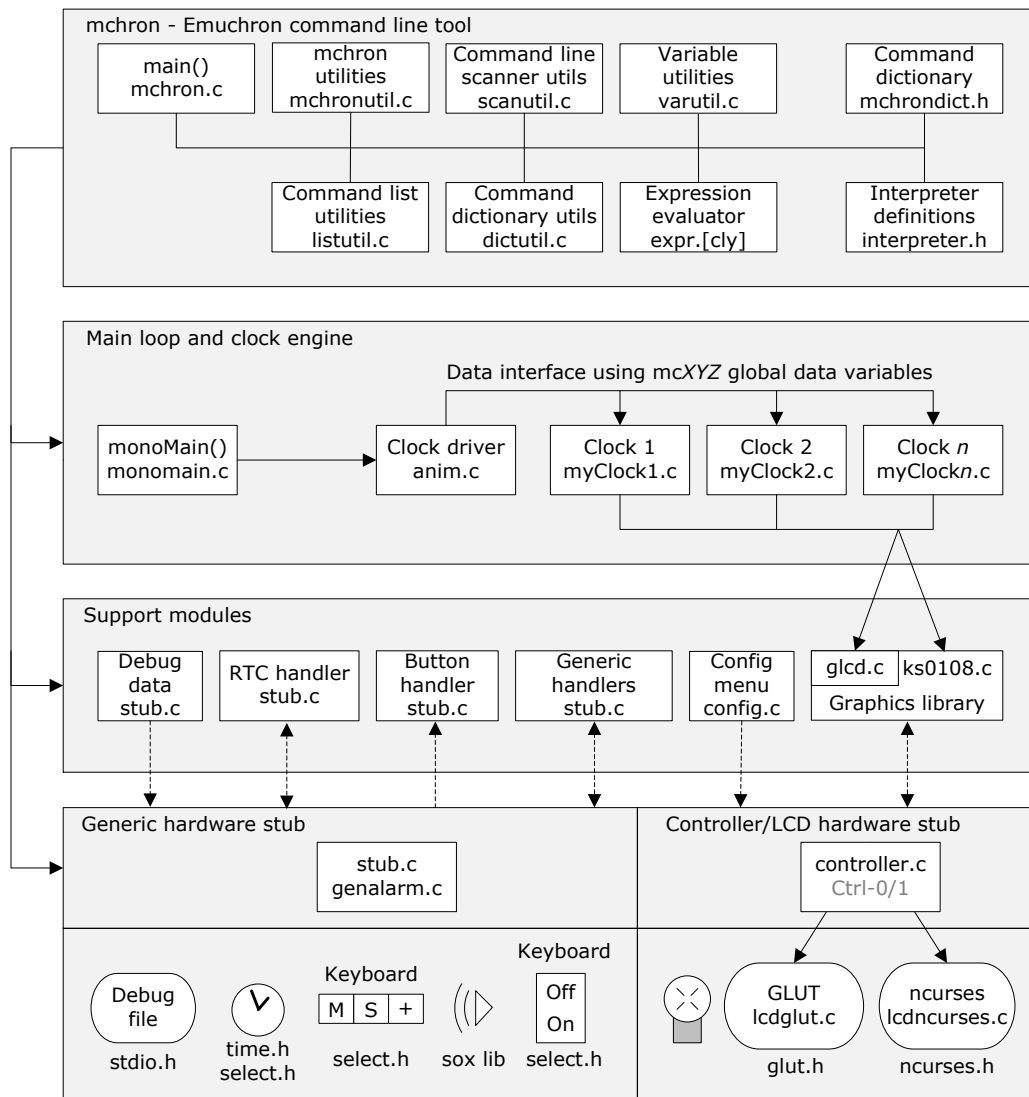 mchron - Emuchron command line tool
main()
mchron.c
mchron
utilities
mchronutil.c
Command line
scanner utils
scanutil.c
Variable
utilities
varutil.c
Command
dictionary
mchrondict.h
Command list
utilities
listutil.c
Command
dictionary utils
dictutil.c
Expression
evaluator
expr.[cly]
Interpreter
definitions
interpreter.h
Main loop and clock engine
Data interface using mcXYZ global data variables
monoMain()
monomain.c
Clock driver
anim.c
Clock 1
myClock1.c
Clock 2
myClock2.c
Clock n
myClockn.c
Support modules
Debug
data
stub.c
RTC handler
stub.c
Button
handler
stub.c
Generic
handlers
stub.c
Config
menu
config.c
glcd.c
ks0108.c
Graphics library
Generic hardware stub
stub.c
genalarm.c
Controller/LCD hardware stub
controller.c
Ctrl-0/1
Debug
file
stdio.h
time.h
select.h
Keyboard
M S +
select.h
sox lib
Keyboard
Off
On
select.h
GLUT
lcdglut.c
glut.h
ncurses
lcdncurses.c
ncurses.h